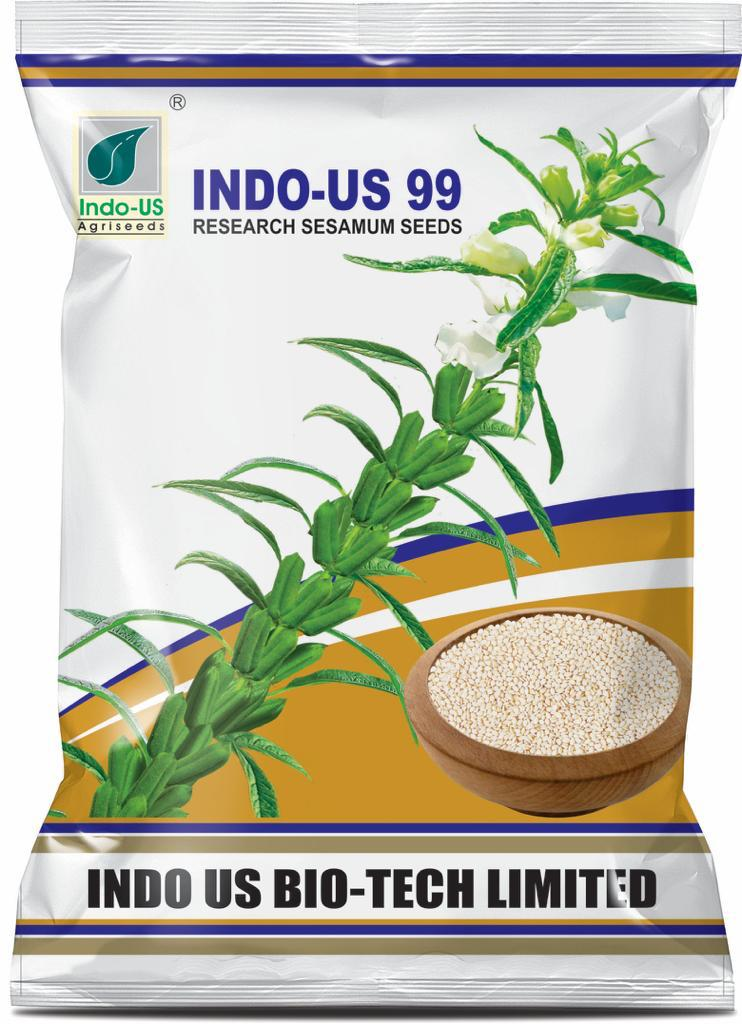 ®
Indo-US
Agriseeds
INDO-US 99
RESEARCH SESAMUM SEEDS
INDO US BIO-TECH LIMITED